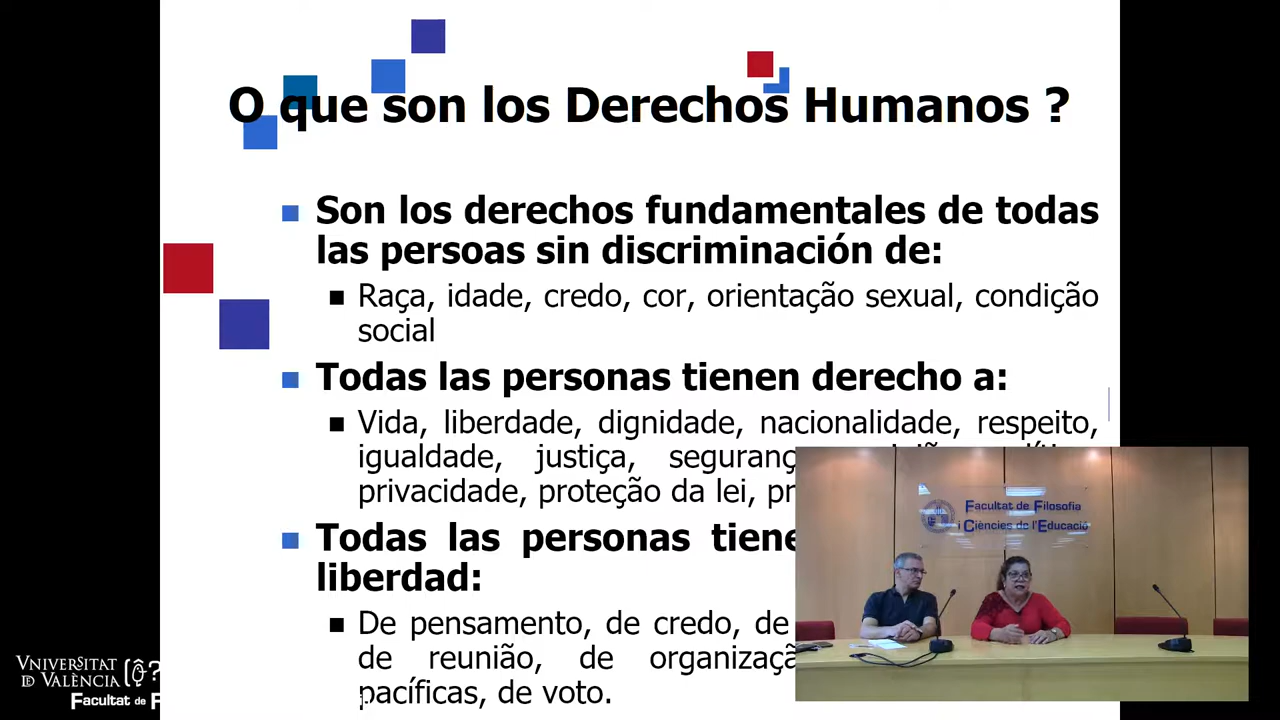 O que son los Derechos Humanos ?
Son los derechos fundamentales de todas
las persoas sin discriminación de:
Raça, idade, credo, cor, orientação sexual, condição
social
Todas las personas tienen derecho a:
Vida, liberdade, dignidade, nacionalidade, respeito,
igualdade, justiça,
privacidade, proteção da lei,
Todas las personas
liberdad:
De pensamento, de credo, de
de reunião, de
pacíficas, de voto.
Facultat de Filosofia
i Ciències de l'Educació
VNIVERSITAT
ID VALÈNCIA
Facultat de